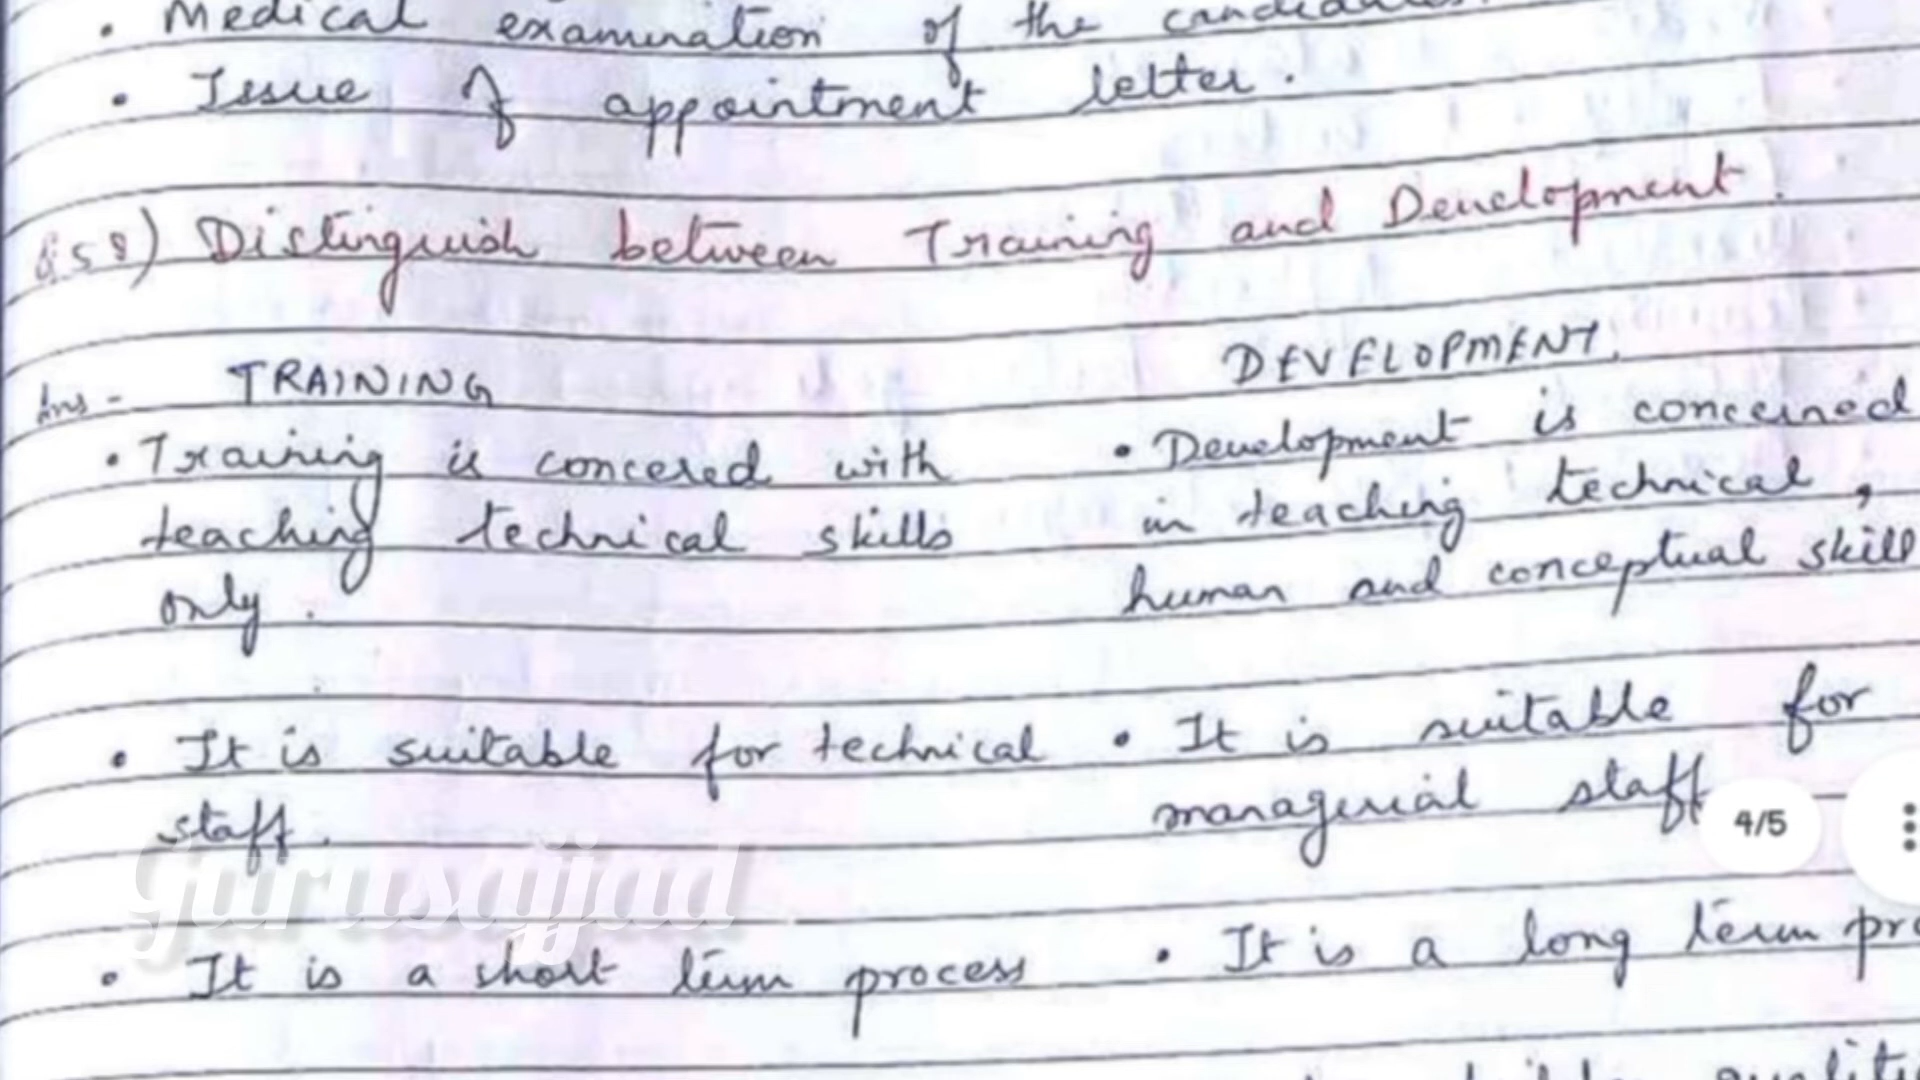 • Medical examination of the candidates.
• Issue of appointment letter.
Distinguish between Training and Development.
Ans - TRAINING DEVELOPMENT.
• Training is concered with • Development is concerned
teaching technical skills in teaching technical,
only. human and conceptual skill
• It is suitable for technical • It is suitable for
staff. managerial staff
4/5
gurusajjad
• It is a short term process • It is a long term pro